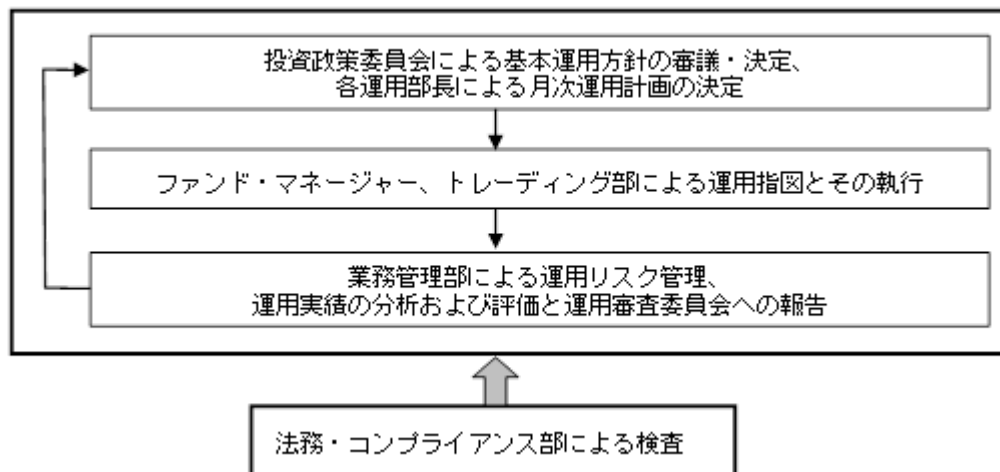 投資政策委員会による基本運用方針の審議・決定、
各運用部長による月次運用計画の決定
ファンド・マネージャー、トレーディング部による運用指図とその執行
業務管理部による運用リスク管理、
運用実績の分析および評価と運用審査委員会への報告
法務・コンプライアンス部による検査